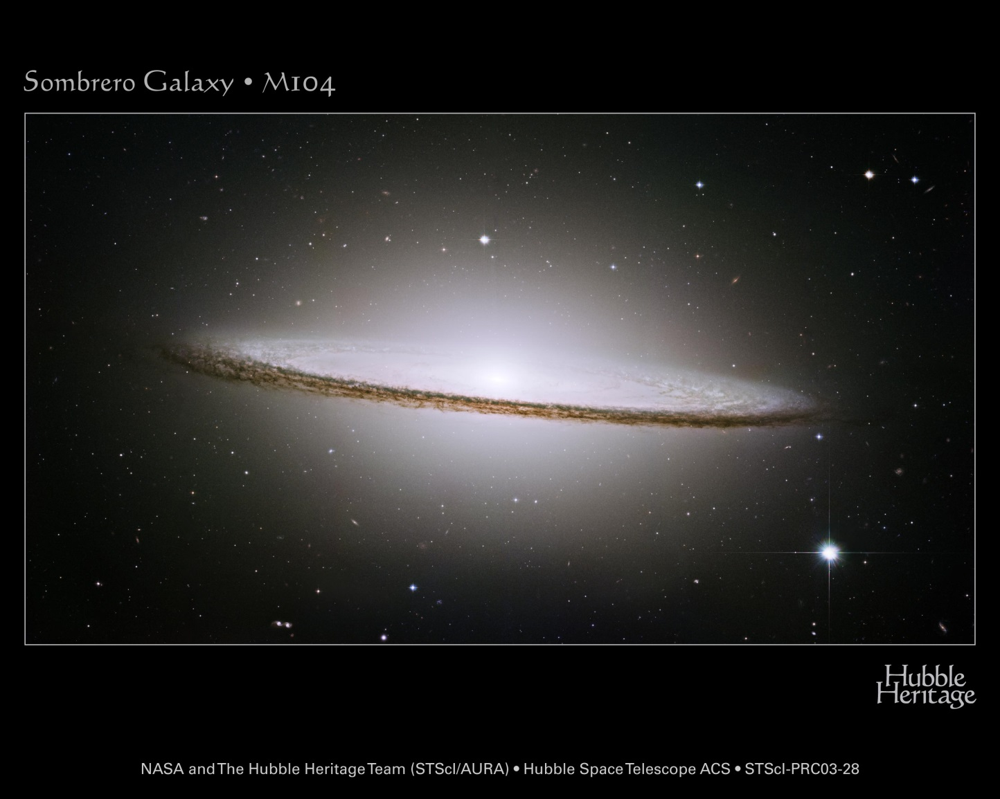 Sombrero Galaxy • M104
Hubble
Heritage
NASA and The Hubble Heritage Team (STScI/AURA) • Hubble Space Telescope ACS • STScI-PRC03-28